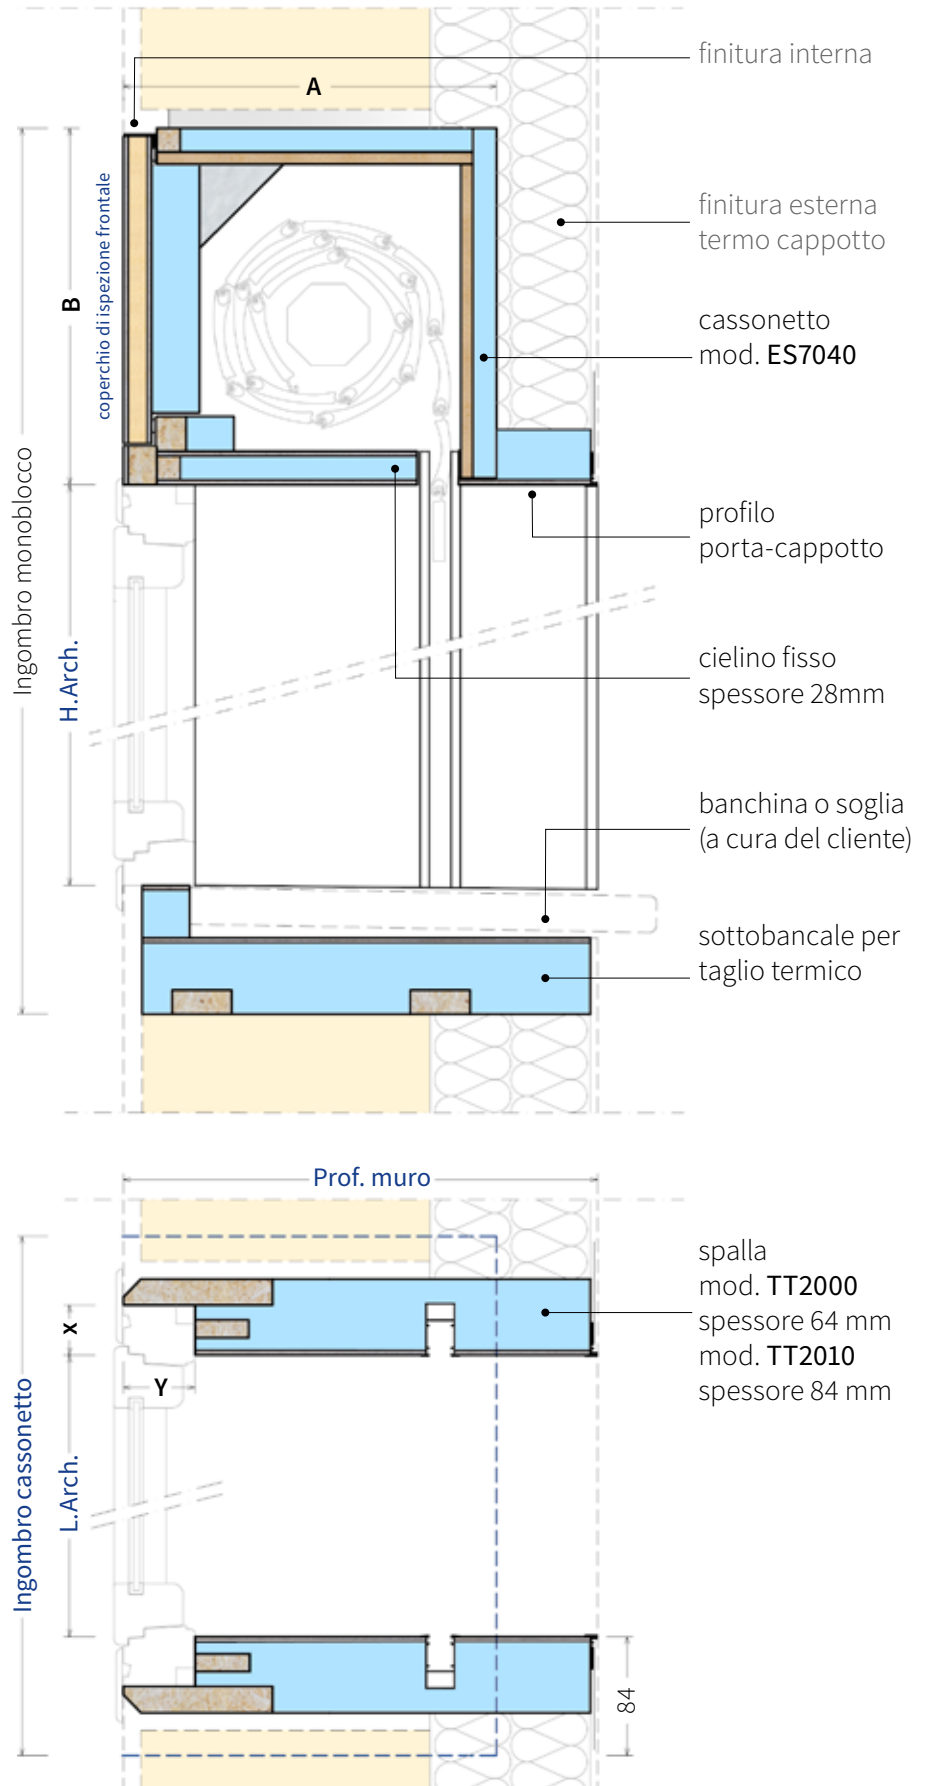 finitura interna
A
finitura esterna
termo cappotto
cassonetto
mod. ES7040
B
coperchio di ispezione frontale
Ingombro monoblocco
profilo
porta-cappotto
H.Arch.
cielino fisso
spessore 28mm
banchina o soglia
(a cura del cliente)
sottobancale per
taglio termico
Prof. muro
spalla
mod. TT2000
spessore 64 mm
mod. TT2010
spessore 84 mm
x
Y
Ingombro cassonetto
L.Arch.
84